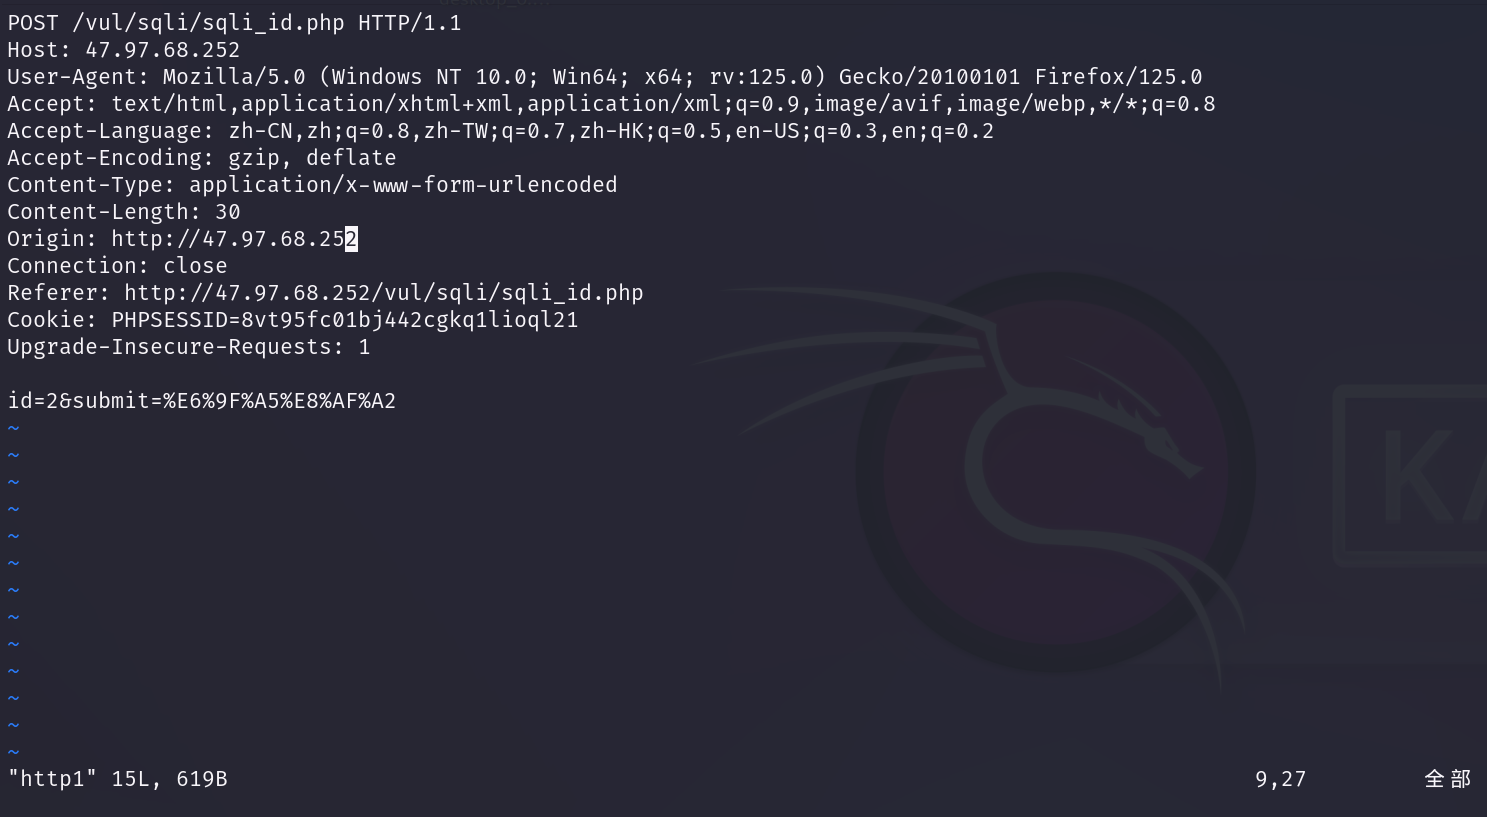 POST /vul/sqli/sqli_id.php HTTP/1.1
Host: 47.97.68.252
User-Agent: Mozilla/5.0 (Windows NT 10.0; Win64; x64; rv:125.0) Gecko/20100101 Firefox/125.0
Accept: text/html,application/xhtml+xml,application/xml;q=0.9,image/avif,image/webp,*/*;q=0.8
Accept-Language: zh-CN,zh;q=0.8,zh-TW;q=0.7,zh-HK;q=0.5,en-US;q=0.3,en;q=0.2
Accept-Encoding: gzip, deflate
Content-Type: application/x-www-form-urlencoded
Content-Length: 30
Origin: http://47.97.68.252
Connection: close
Referer: http://47.97.68.252/vul/sqli/sqli_id.php
Cookie: PHPSESSID=8vt95fc01bj442cgkq1lioql21
Upgrade-Insecure-Requests: 1

id=2&submit=%E6%9F%A5%E8%AF%A2
~
~
~
~
~
~
~
~
~
~
~
~
~
"http1" 15L, 619B 9,27 全部